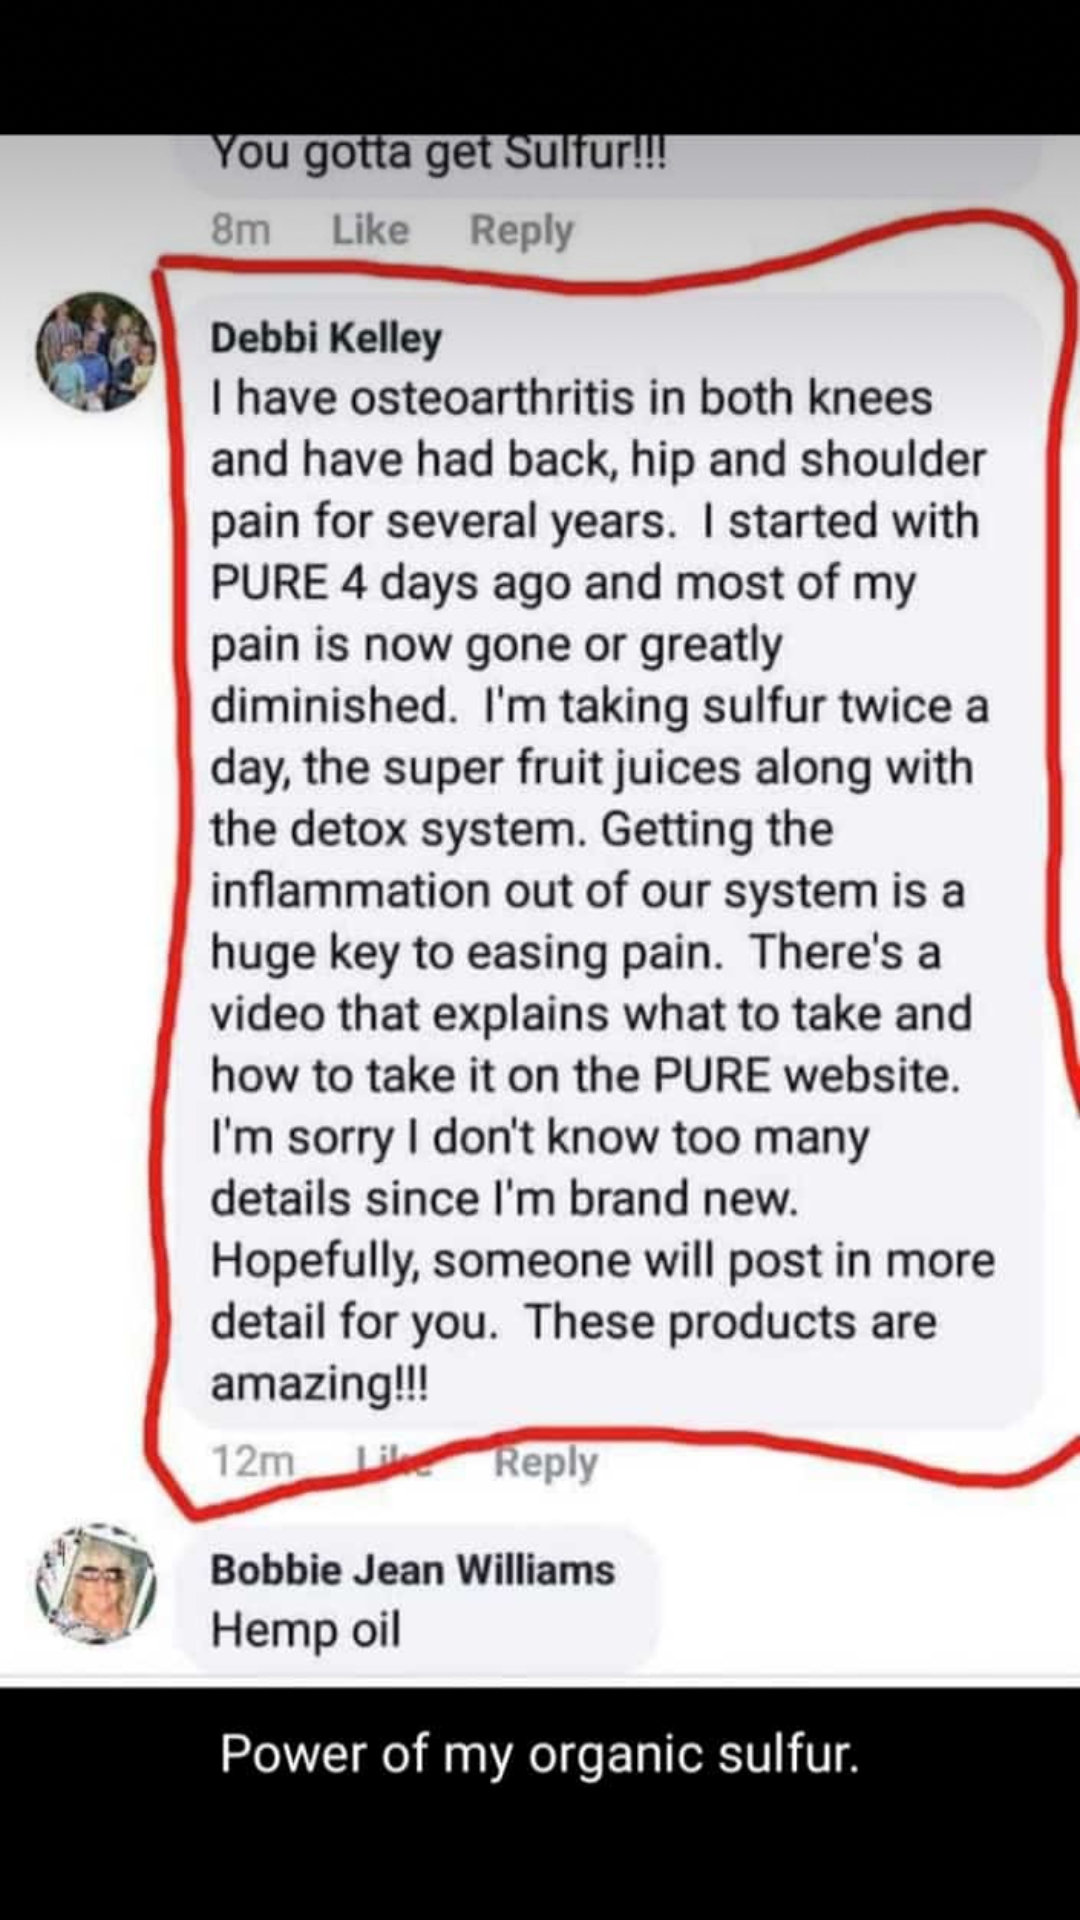 You gotta get Sulfur!!!
8m Like Reply
Debbi Kelley
I have osteoarthritis in both knees
and have had back, hip and shoulder
pain for several years. I started with
PURE 4 days ago and most of my
pain is now gone or greatly
diminished. I'm taking sulfur twice a
day, the super fruit juices along with
the detox system. Getting the
inflammation out of our system is a
huge key to easing pain. There's a
video that explains what to take and
how to take it on the PURE website.
I'm sorry I don't know too many
details since I'm brand new.
Hopefully, someone will post in more
detail for you. These products are
amazing!!!
12m Like Reply
Bobbie Jean Williams
Hemp oil
Power of my organic sulfur.